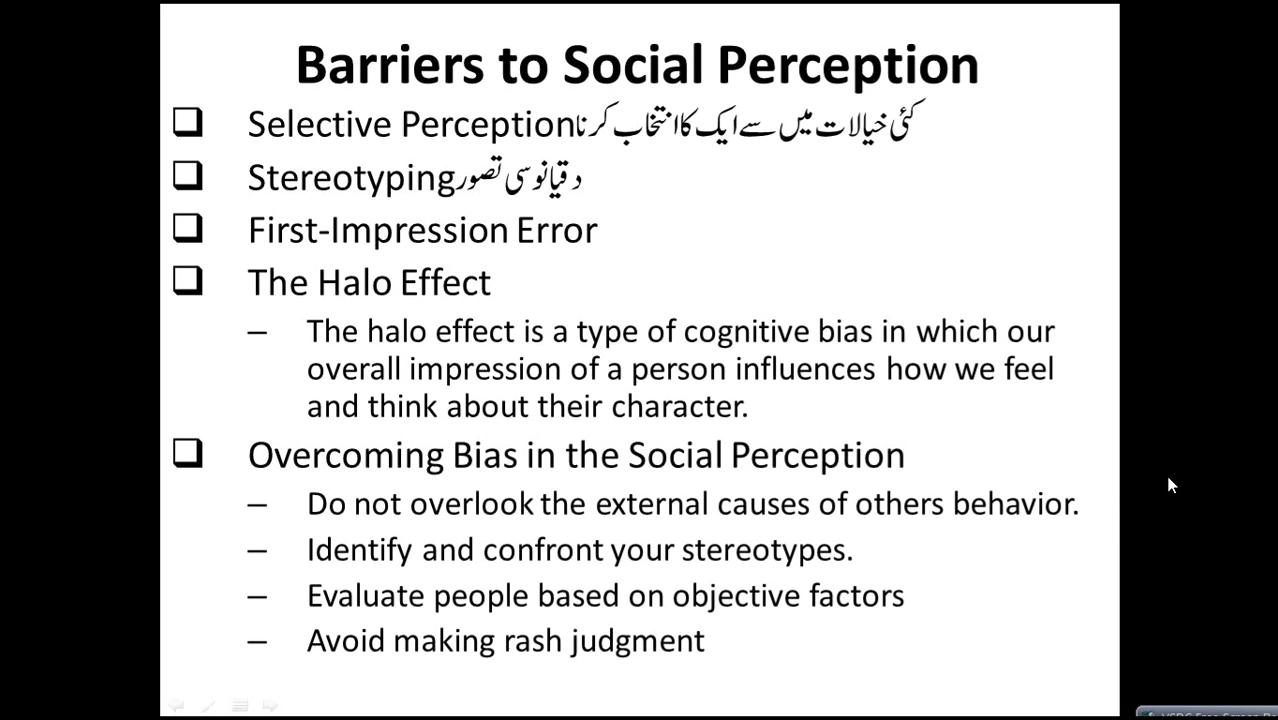 Barriers to Social Perception
Selective Perception کئی خیالات میں سے ایک کا انتخاب کرنا
Stereotyping دقیانوسی تصور
First-Impression Error
The Halo Effect
– The halo effect is a type of cognitive bias in which our
overall impression of a person influences how we feel
and think about their character.
Overcoming Bias in the Social Perception
– Do not overlook the external causes of others behavior.
– Identify and confront your stereotypes.
– Evaluate people based on objective factors
– Avoid making rash judgment